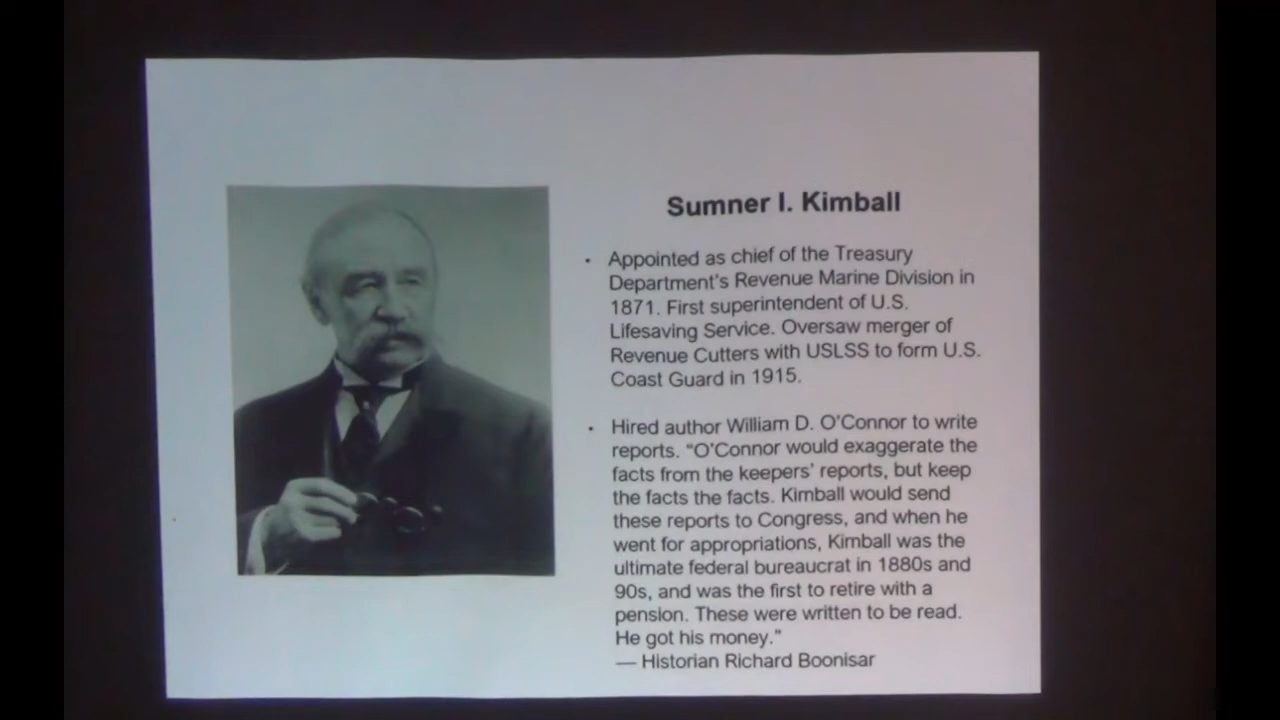 Sumner I. Kimball
· Appointed as chief of the Treasury
Department's Revenue Marine Division in
1871. First superintendent of U.S.
Lifesaving Service. Oversaw merger of
Revenue Cutters with USLSS to form U.S.
Coast Guard in 1915.
· Hired author William D. O'Connor to write
reports. "O'Connor would exaggerate the
facts from the keepers' reports, but keep
the facts the facts. Kimball would send
these reports to Congress, and when he
went for appropriations, Kimball was the
ultimate federal bureaucrat in 1880s and
90s, and was the first to retire with a
pension. These were written to be read.
He got his money."
— Historian Richard Boonisar